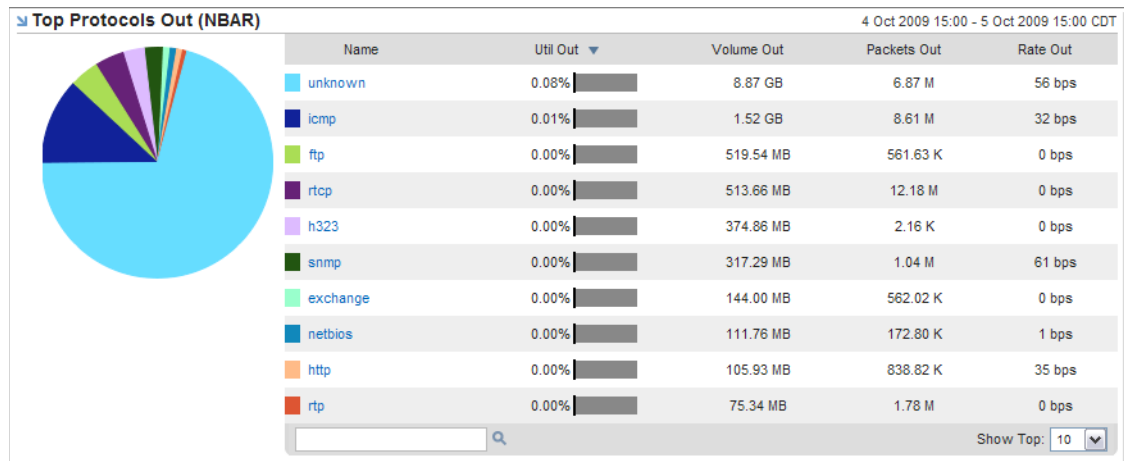 Top Protocols Out (NBAR) 4 Oct 2009 15:00 - 5 Oct 2009 15:00 CDT
Name Util Out Volume Out Packets Out Rate Out
unknown 0.08% 8.87 GB 6.87 M 56 bps
icmp 0.01% 1.52 GB 8.61 M 32 bps
ftp 0.00% 519.54 MB 561.63 K 0 bps
rtcp 0.00% 513.66 MB 12.18 M 0 bps
h323 0.00% 374.86 MB 2.16 K 0 bps
snmp 0.00% 317.29 MB 1.04 M 61 bps
exchange 0.00% 144.00 MB 562.02 K 0 bps
netbios 0.00% 111.76 MB 172.80 K 1 bps
http 0.00% 105.93 MB 838.82 K 35 bps
rtp 0.00% 75.34 MB 1.78 M 0 bps
Show Top: 10